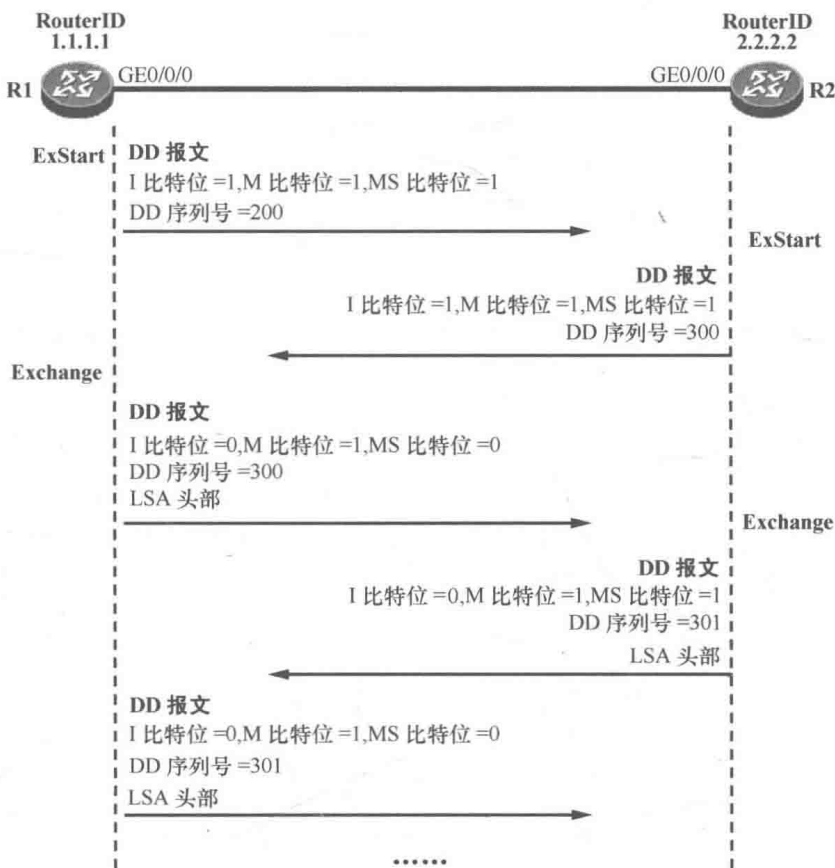 RouterID
1.1.1.1
RouterID
2.2.2.2
R1
GE0/0/0
GE0/0/0
R2
ExStart
DD 报文
I 比特位 =1,M 比特位 =1,MS 比特位 =1
DD 序列号 =200
ExStart
DD 报文
I 比特位 =1,M 比特位 =1,MS 比特位 =1
DD 序列号 =300
Exchange
DD 报文
I 比特位 =0,M 比特位 =1,MS 比特位 =0
DD 序列号 =300
LSA 头部
Exchange
DD 报文
I 比特位 =0,M 比特位 =1,MS 比特位 =1
DD 序列号 =301
LSA 头部
DD 报文
I 比特位 =0,M 比特位 =1,MS 比特位 =0
DD 序列号 =301
LSA 头部
······